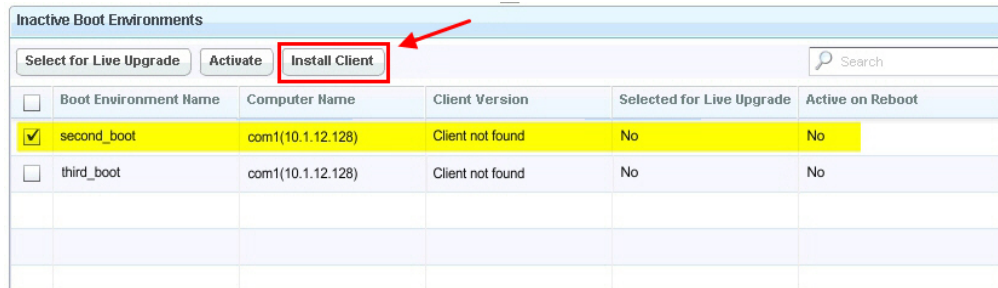 Inactive Boot Environments
Select for Live Upgrade Activate Install Client Search
Boot Environment Name Computer Name Client Version Selected for Live Upgrade Active on Reboot
second_boot com1(10.1.12.128) Client not found No No
third_boot com1(10.1.12.128) Client not found No No